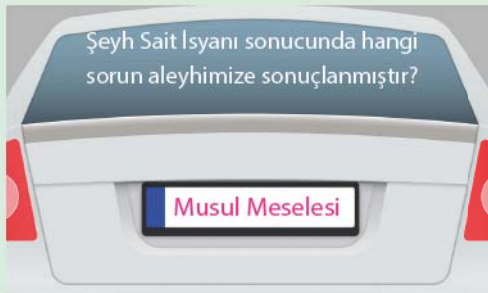 Şeyh Sait İsyanı sonucunda hangi
sorun aleyhimize sonuçlanmıştır?
Musul Meselesi